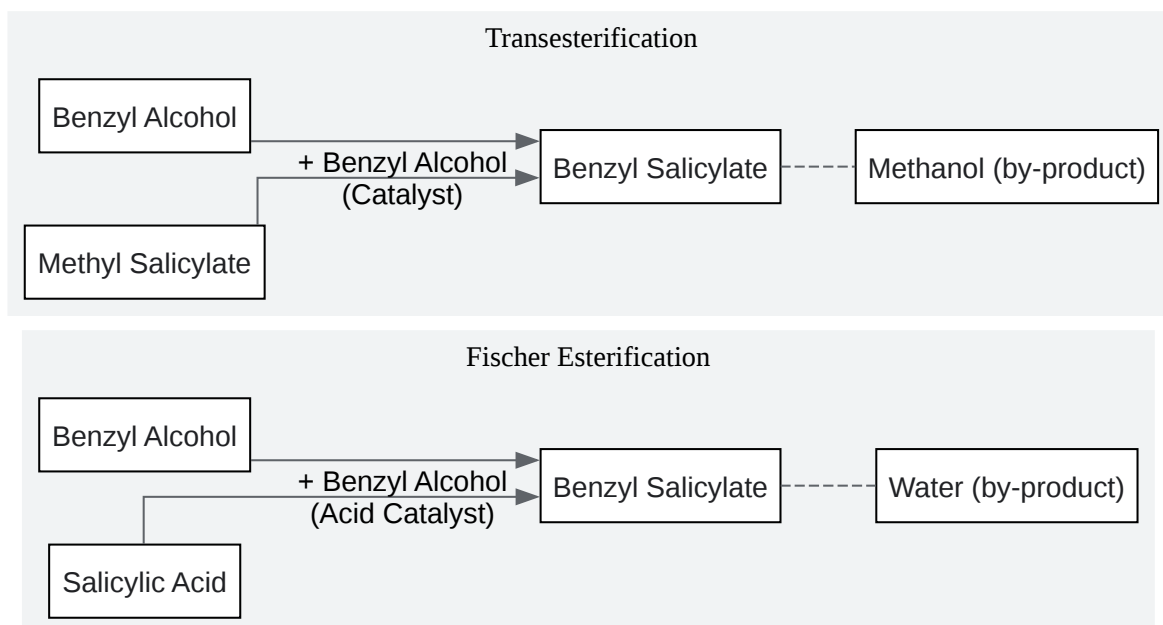 Transesterification
Benzyl Alcohol
+ Benzyl Alcohol
(Catalyst)
Benzyl Salicylate
Methanol (by-product)
Methyl Salicylate
Fischer Esterification
Benzyl Alcohol
+ Benzyl Alcohol
(Acid Catalyst)
Benzyl Salicylate
Water (by-product)
Salicylic Acid